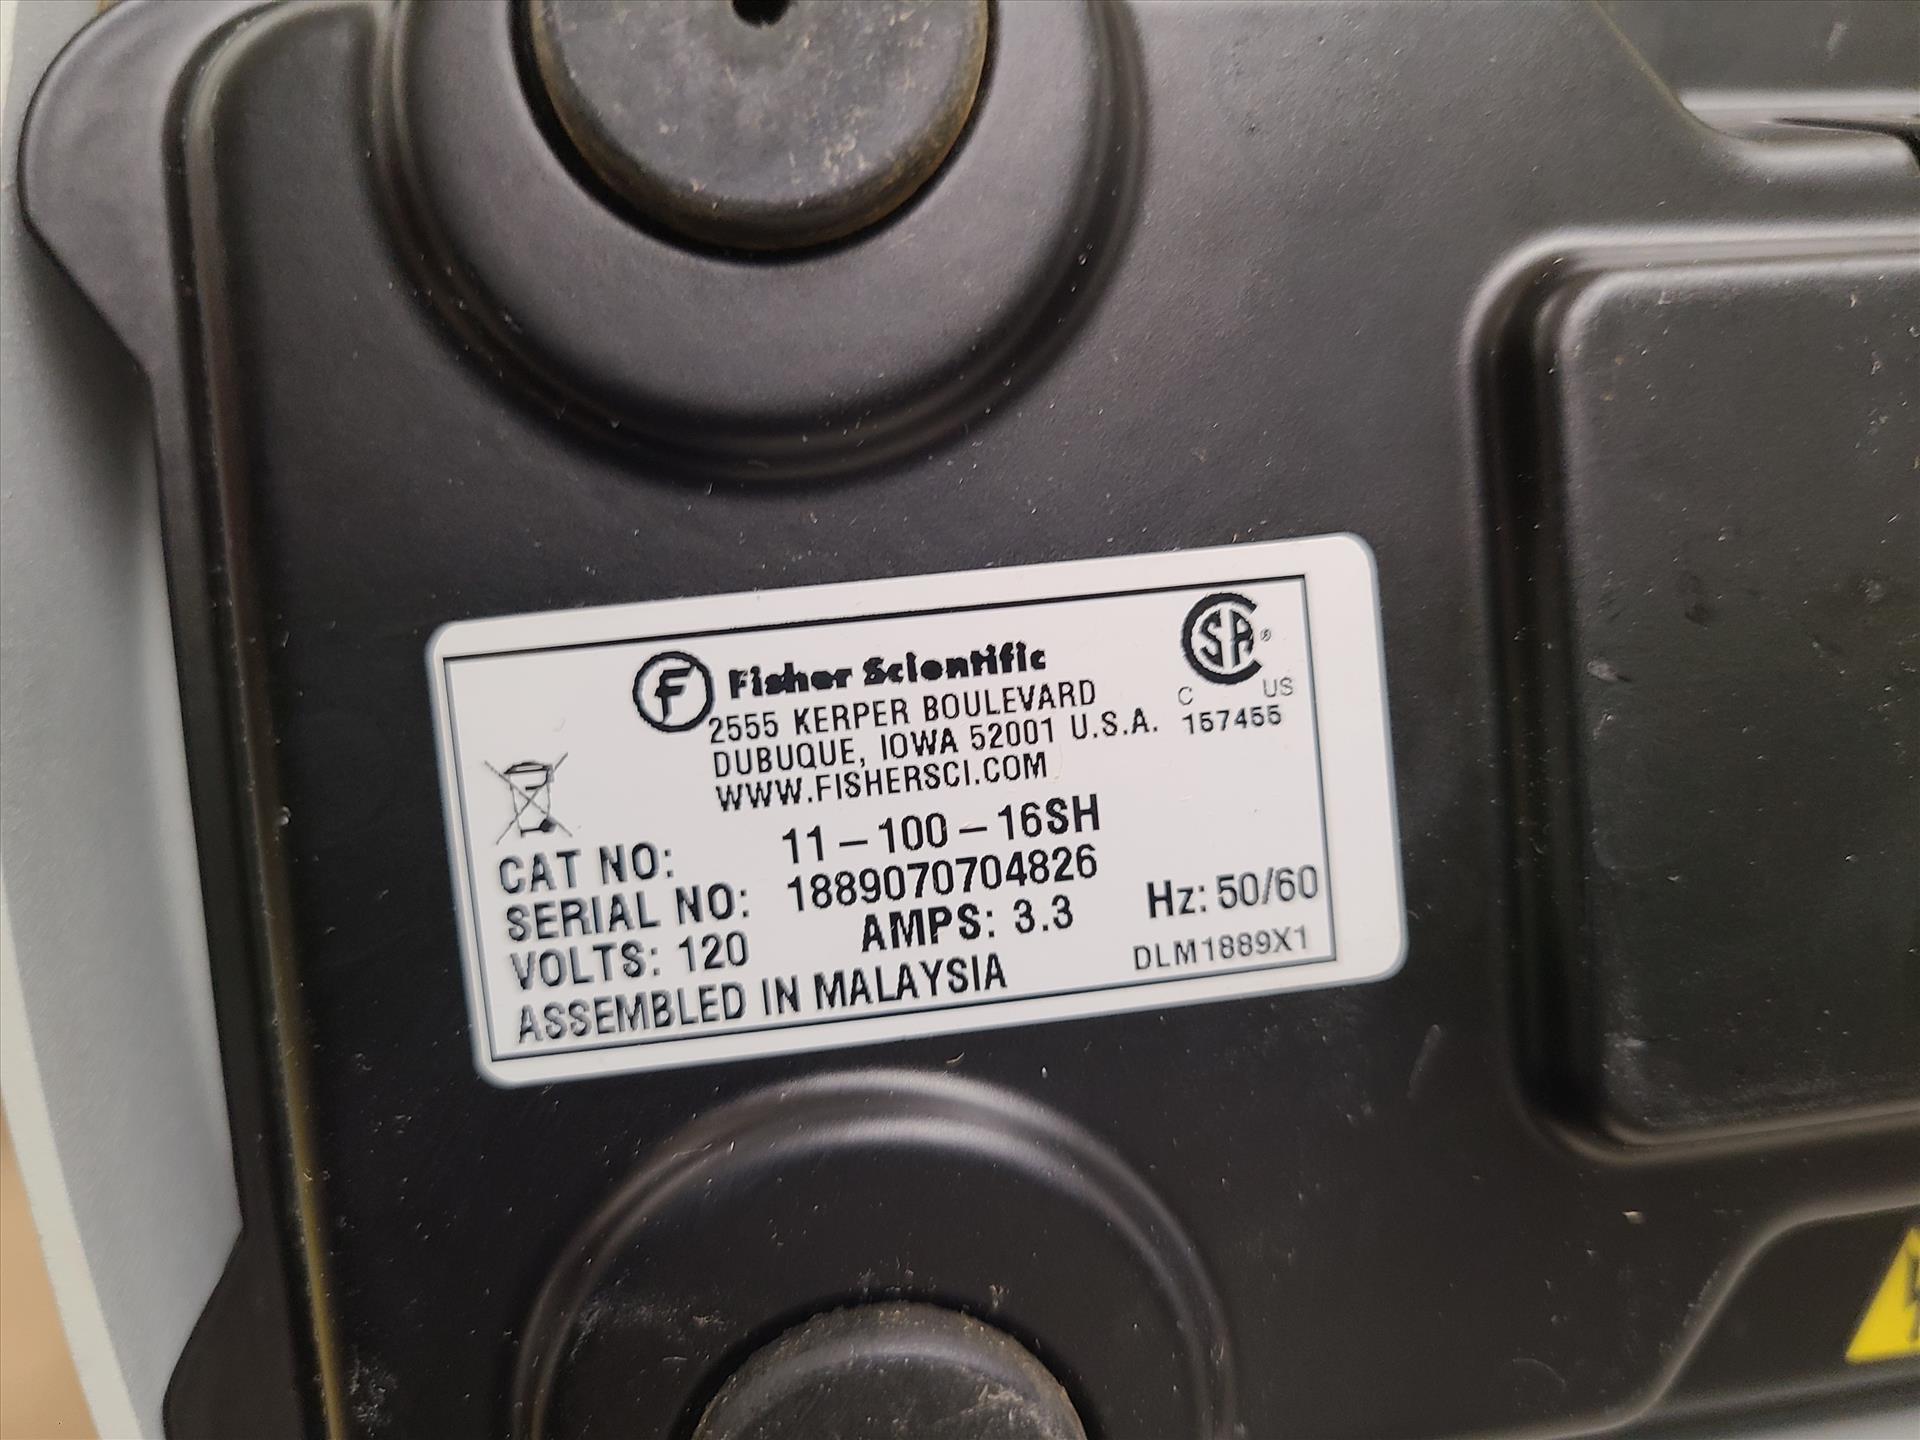 F Fisher Scientific
2555 KERPER BOULEVARD
DUBUQUE, IOWA 52001 U.S.A.
WWW.FISHERSCI.COM
CSA®
C US
157455
CAT NO: 11-100-16SH
SERIAL NO: 1889070704826
VOLTS: 120 AMPS: 3.3 Hz: 50/60
ASSEMBLED IN MALAYSIA DLM1889X1